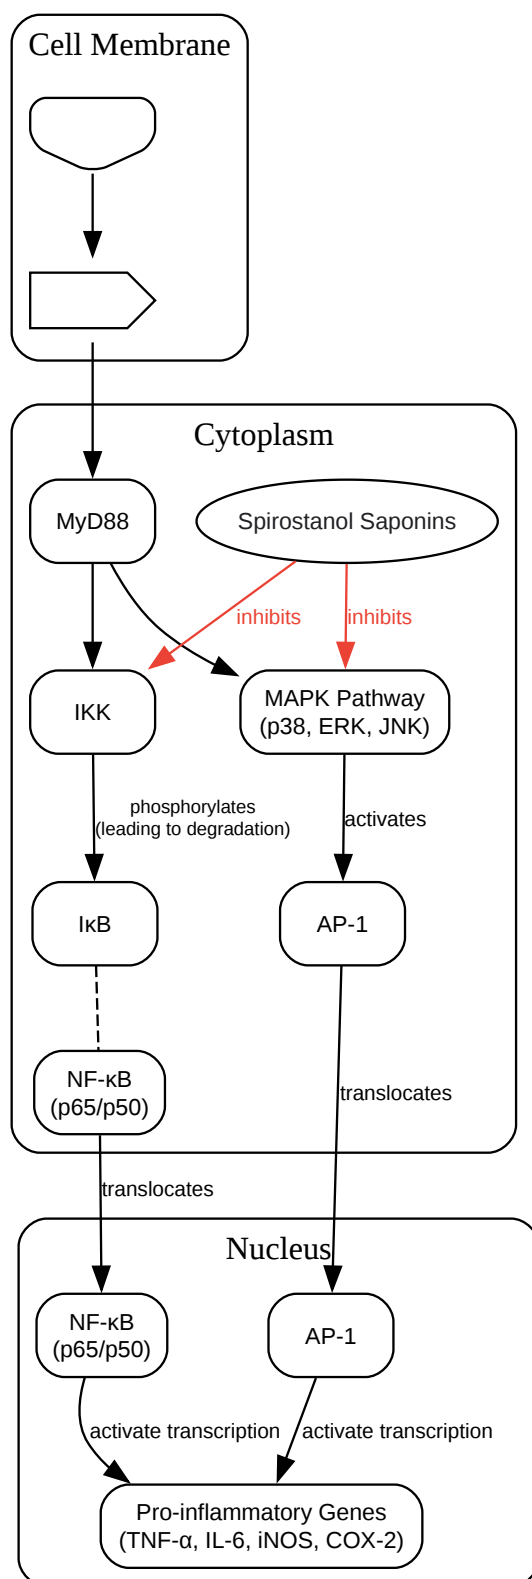 Cell Membrane
Cytoplasm
MyD88
Spirostanol Saponins
inhibits
inhibits
IKK
MAPK Pathway
(p38, ERK, JNK)
phosphorylates
(leading to degradation)
activates
IκB
AP-1
NF-κB
(p65/p50)
translocates
translocates
Nucleus
NF-κB
(p65/p50)
AP-1
activate transcription
activate transcription
Pro-inflammatory Genes
(TNF-α, IL-6, iNOS, COX-2)